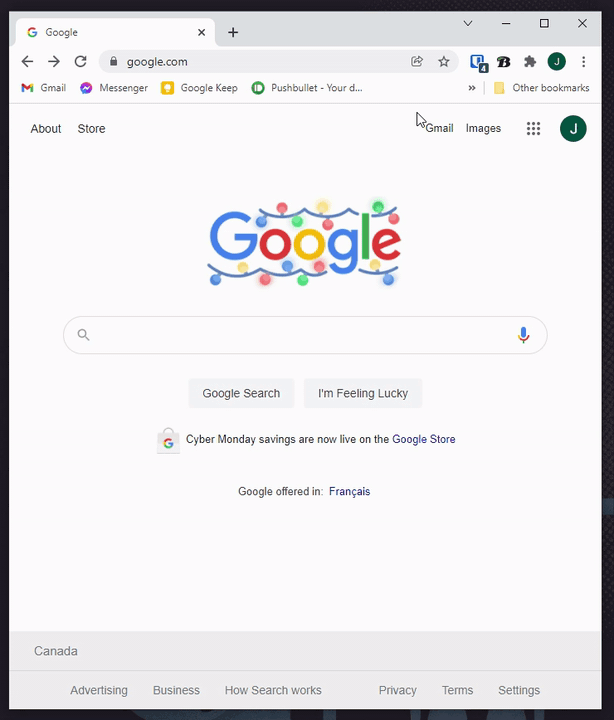 Google
google.com
4
B
J
Gmail
Messenger
Google Keep
Pushbullet - Your d...
»
Other bookmarks
About
Store
Gmail
Images
J
Google
Google Search
I'm Feeling Lucky
G
Cyber Monday savings are now live on the Google Store
Google offered in: Français
Canada
Advertising
Business
How Search works
Privacy
Terms
Settings